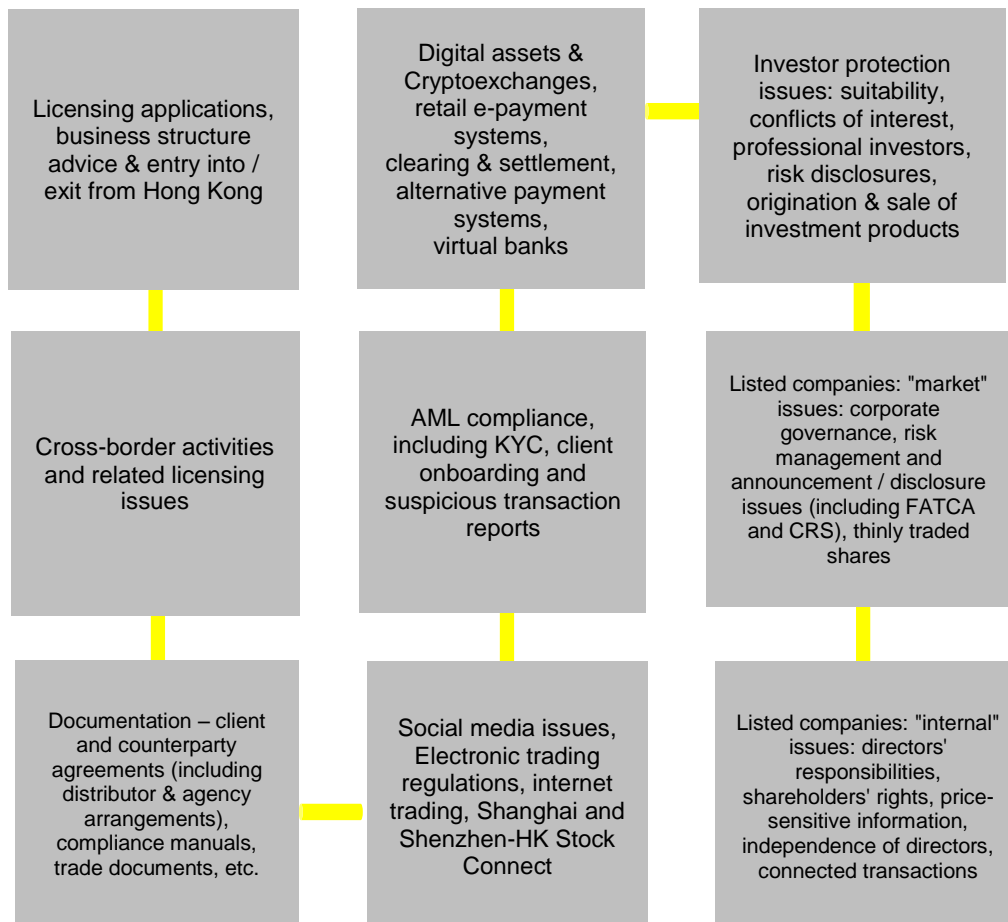 Licensing applications,
business structure
advice & entry into /
exit from Hong Kong
Cross-border activities
and related licensing
issues
Documentation – client
and counterparty
agreements (including
distributor & agency
arrangements),
compliance manuals,
trade documents, etc.
Social media issues,
Electronic trading
regulations, internet
trading, Shanghai and
Shenzhen-HK Stock
Connect
AML compliance,
including KYC, client
onboarding and
suspicious transaction
reports
Digital assets &
Cryptoexchanges,
retail e-payment
systems,
clearing & settlement,
alternative payment
systems,
virtual banks
Investor protection
issues: suitability,
conflicts of interest,
professional investors,
risk disclosures,
origination & sale of
investment products
Listed companies: "market"
issues: corporate
governance, risk
management and
announcement / disclosure
issues (including FATCA
and CRS), thinly traded
shares
Listed companies: "internal"
issues: directors'
responsibilities,
shareholders' rights, price-
sensitive information,
independence of directors,
connected transactions